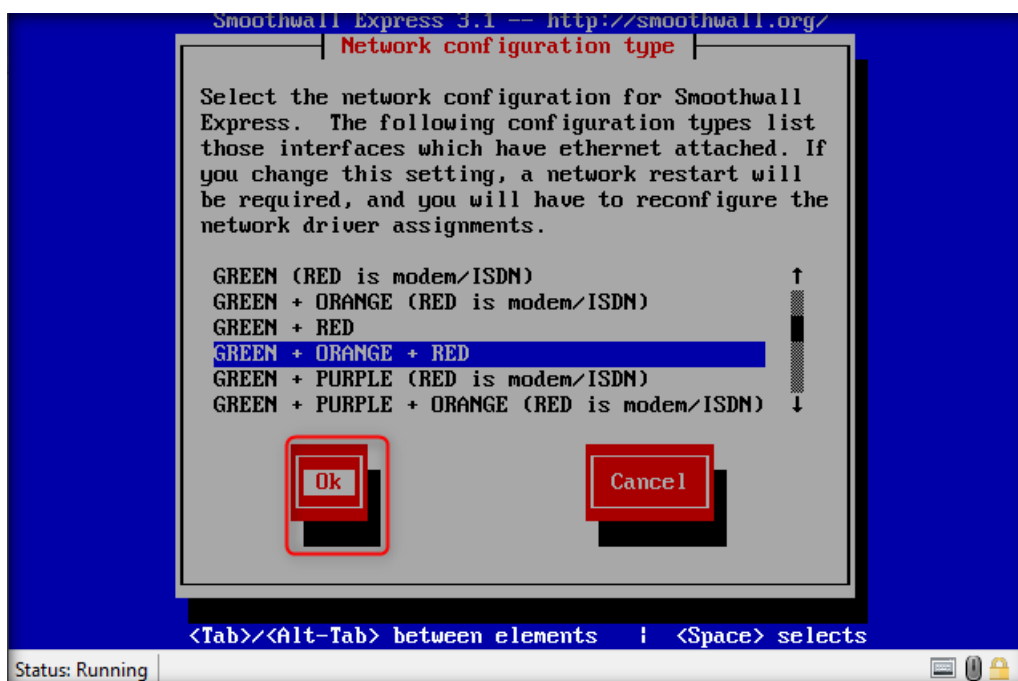 Smoothwall Express 3.1 -- http://smoothwall.org/
Network configuration type
Select the network configuration for Smoothwall
Express.  The following configuration types list
those interfaces which have ethernet attached. If
you change this setting, a network restart will
be required, and you will have to reconfigure the
network driver assignments.
GREEN (RED is modem/ISDN)
GREEN + ORANGE (RED is modem/ISDN)
GREEN + RED
GREEN + ORANGE + RED
GREEN + PURPLE (RED is modem/ISDN)
GREEN + PURPLE + ORANGE (RED is modem/ISDN)
Ok
Cancel
<Tab>/<Alt-Tab> between elements  |  <Space> selects
Status: Running